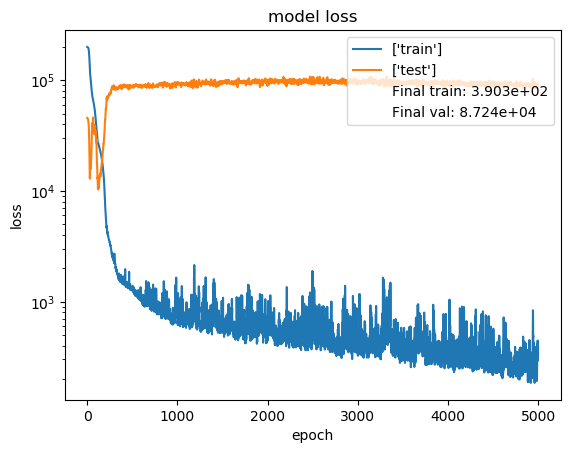 model loss
['train']
['test']
Final train: 3.903e+02
Final val: 8.724e+04
loss
10^5
10^4
10^3
0 1000 2000 3000 4000 5000
epoch